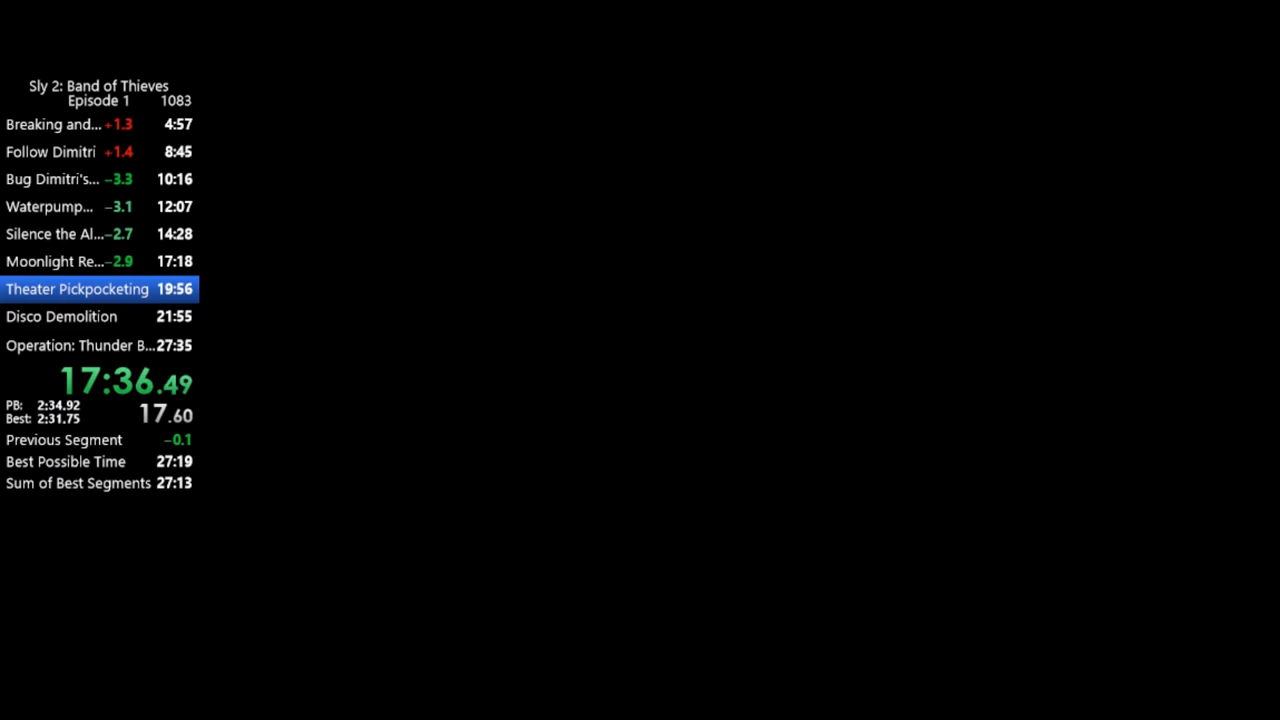 Sly 2: Band of Thieves
Episode 1 1083
Breaking and... +1.3 4:57
Follow Dimitri +1.4 8:45
Bug Dimitri's... −3.3 10:16
Waterpump... −3.1 12:07
Silence the Al... −2.7 14:28
Moonlight Re... −2.9 17:18
Theater Pickpocketing 19:56
Disco Demolition 21:55
Operation: Thunder B... 27:35
17:36.49
PB: 2:34.92
Best: 2:31.75 17.60
Previous Segment −0.1
Best Possible Time 27:19
Sum of Best Segments 27:13